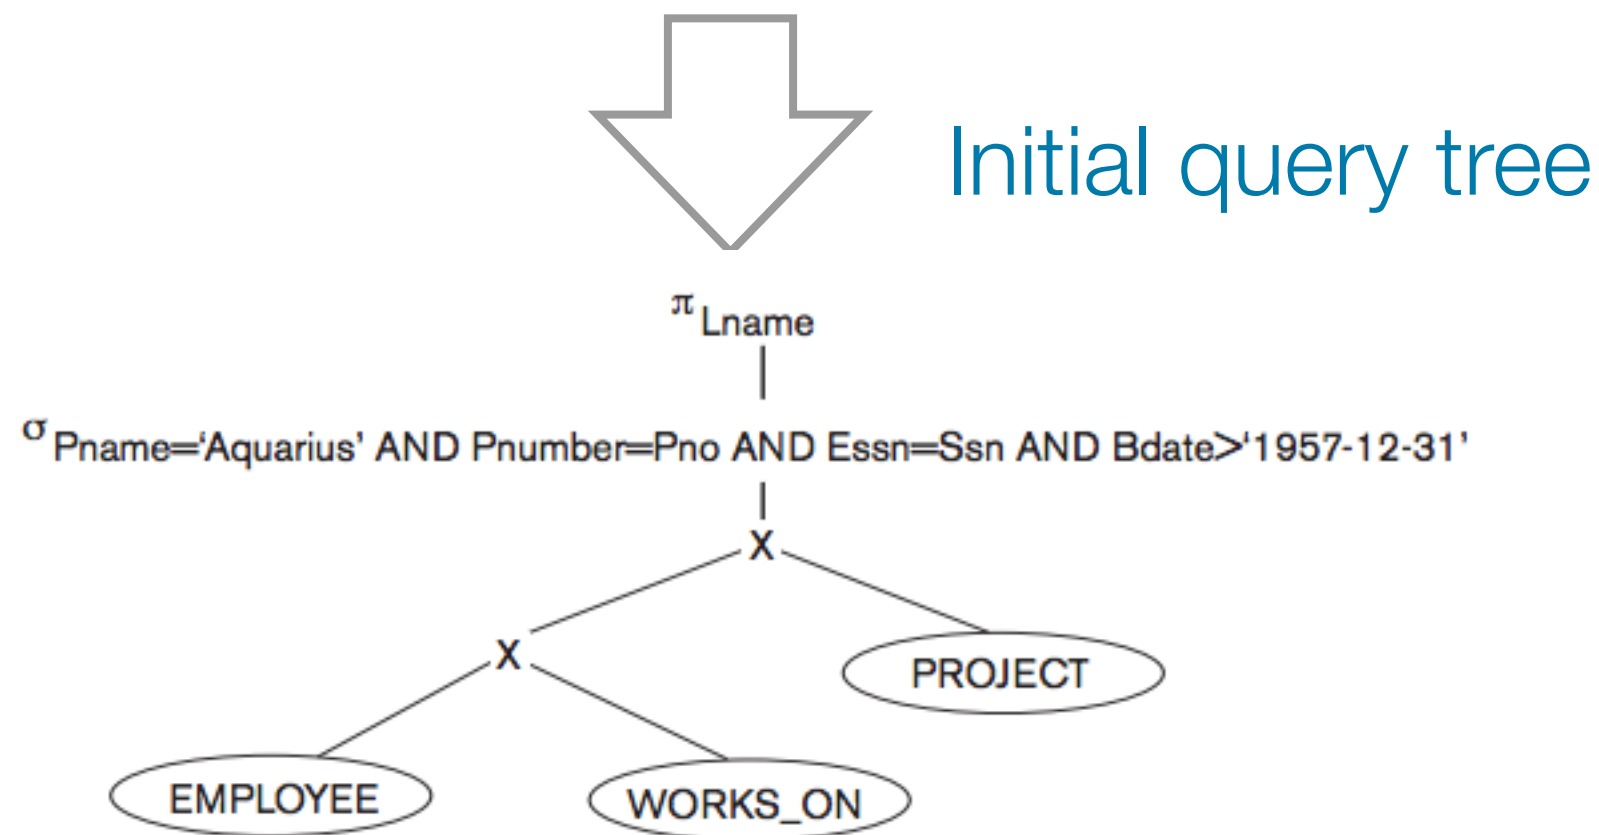 Initial query tree
π Lname
σ Pname=‘Aquarius’ AND Pnumber=Pno AND Essn=Ssn AND Bdate>‘1957-12-31’
X
X
PROJECT
EMPLOYEE
WORKS_ON